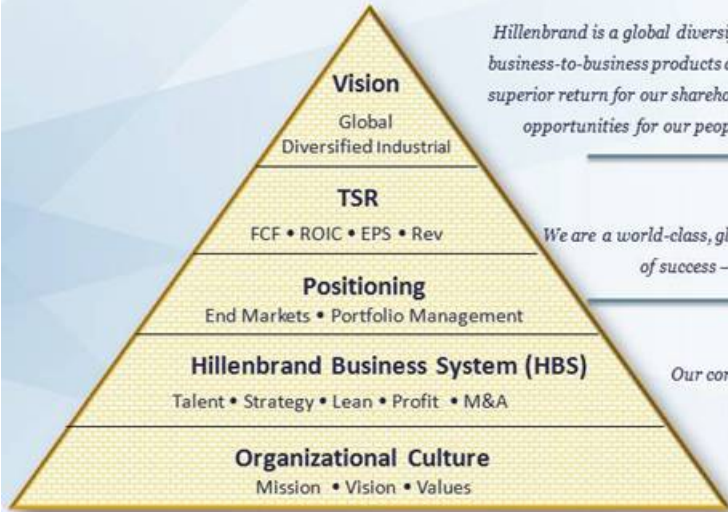 Vision
Global
Diversified Industrial
TSR
FCF • ROIC • EPS • Rev
Positioning
End Markets • Portfolio Management
Hillenbrand Business System (HBS)
Talent • Strategy • Lean • Profit • M&A
Organizational Culture
Mission • Vision • Values
Hillenbrand is a global
business-to-business products
superior return for our
opportunities for our
We are a world-class,
of success –
Our